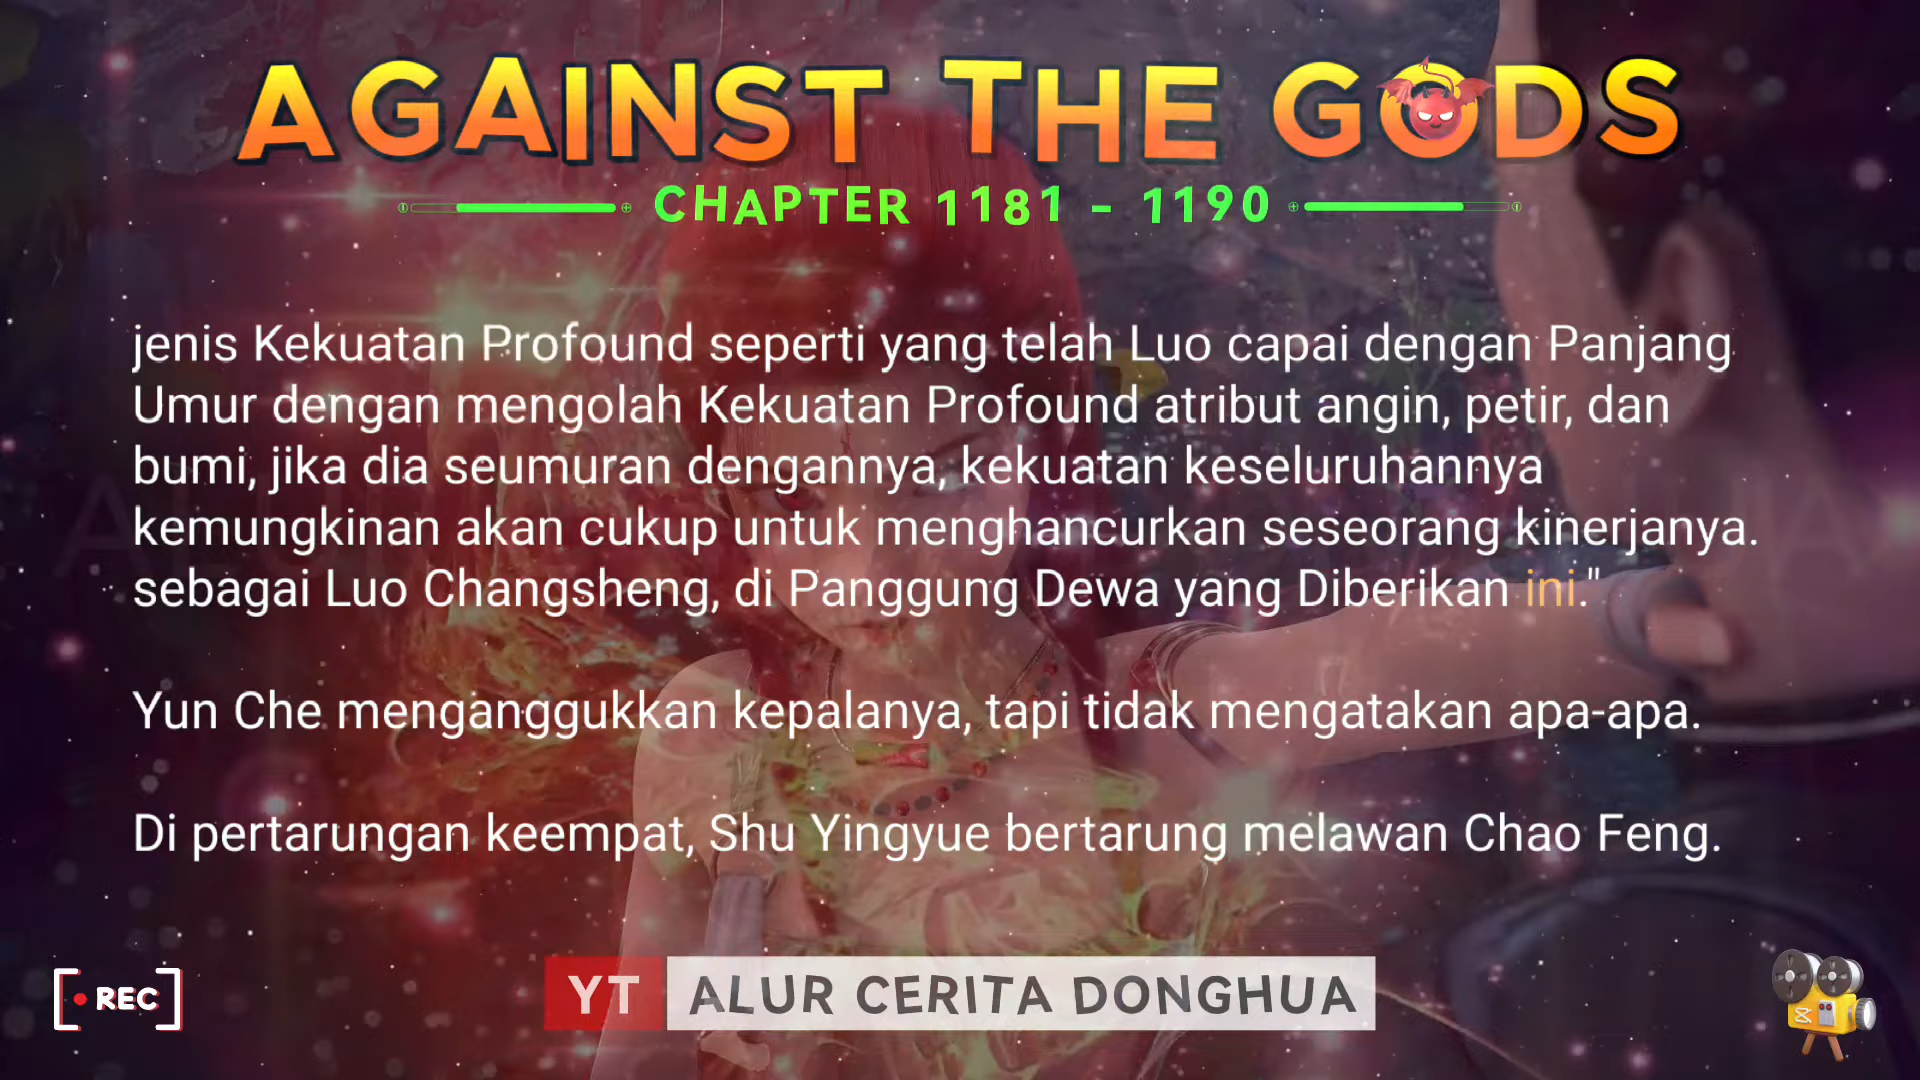 AGAINST THE GODS
CHAPTER 1181 - 1190
jenis Kekuatan Profound seperti yang telah Luo capai dengan Panjang
Umur dengan mengolah Kekuatan Profound atribut angin, petir, dan
bumi, jika dia seumuran dengannya, kekuatan keseluruhannya
kemungkinan akan cukup untuk menghancurkan seseorang kinerjanya.
sebagai Luo Changsheng, di Panggung Dewa yang Diberikan ini."
Yun Che menganggukkan kepalanya, tapi tidak mengatakan apa-apa.
Di pertarungan keempat, Shu Yingyue bertarung melawan Chao Feng.
REC
YT ALUR CERITA DONGHUA